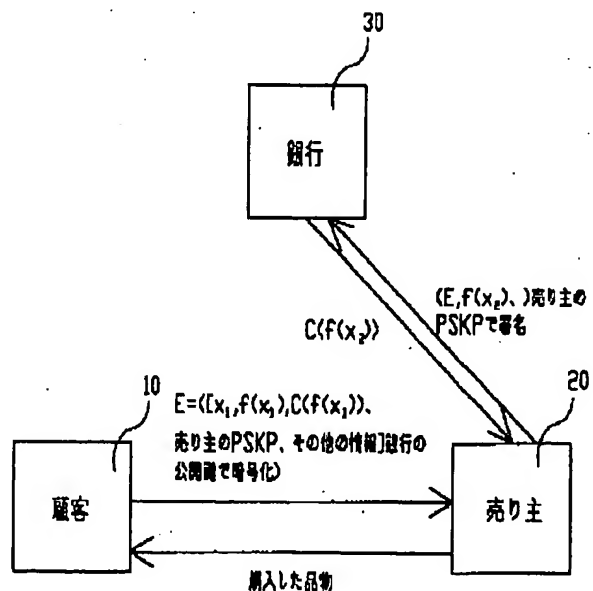 30
銀行
(E,f(x₂)、)売り主の
PSKPで署名
C(f(x₂))
10
E=([x₁,f(x₁),C(f(x₁))、
売り主のPSKP、その他の情報]銀行の
公開鍵で暗号化)
20
顧客
売り主
購入した品物